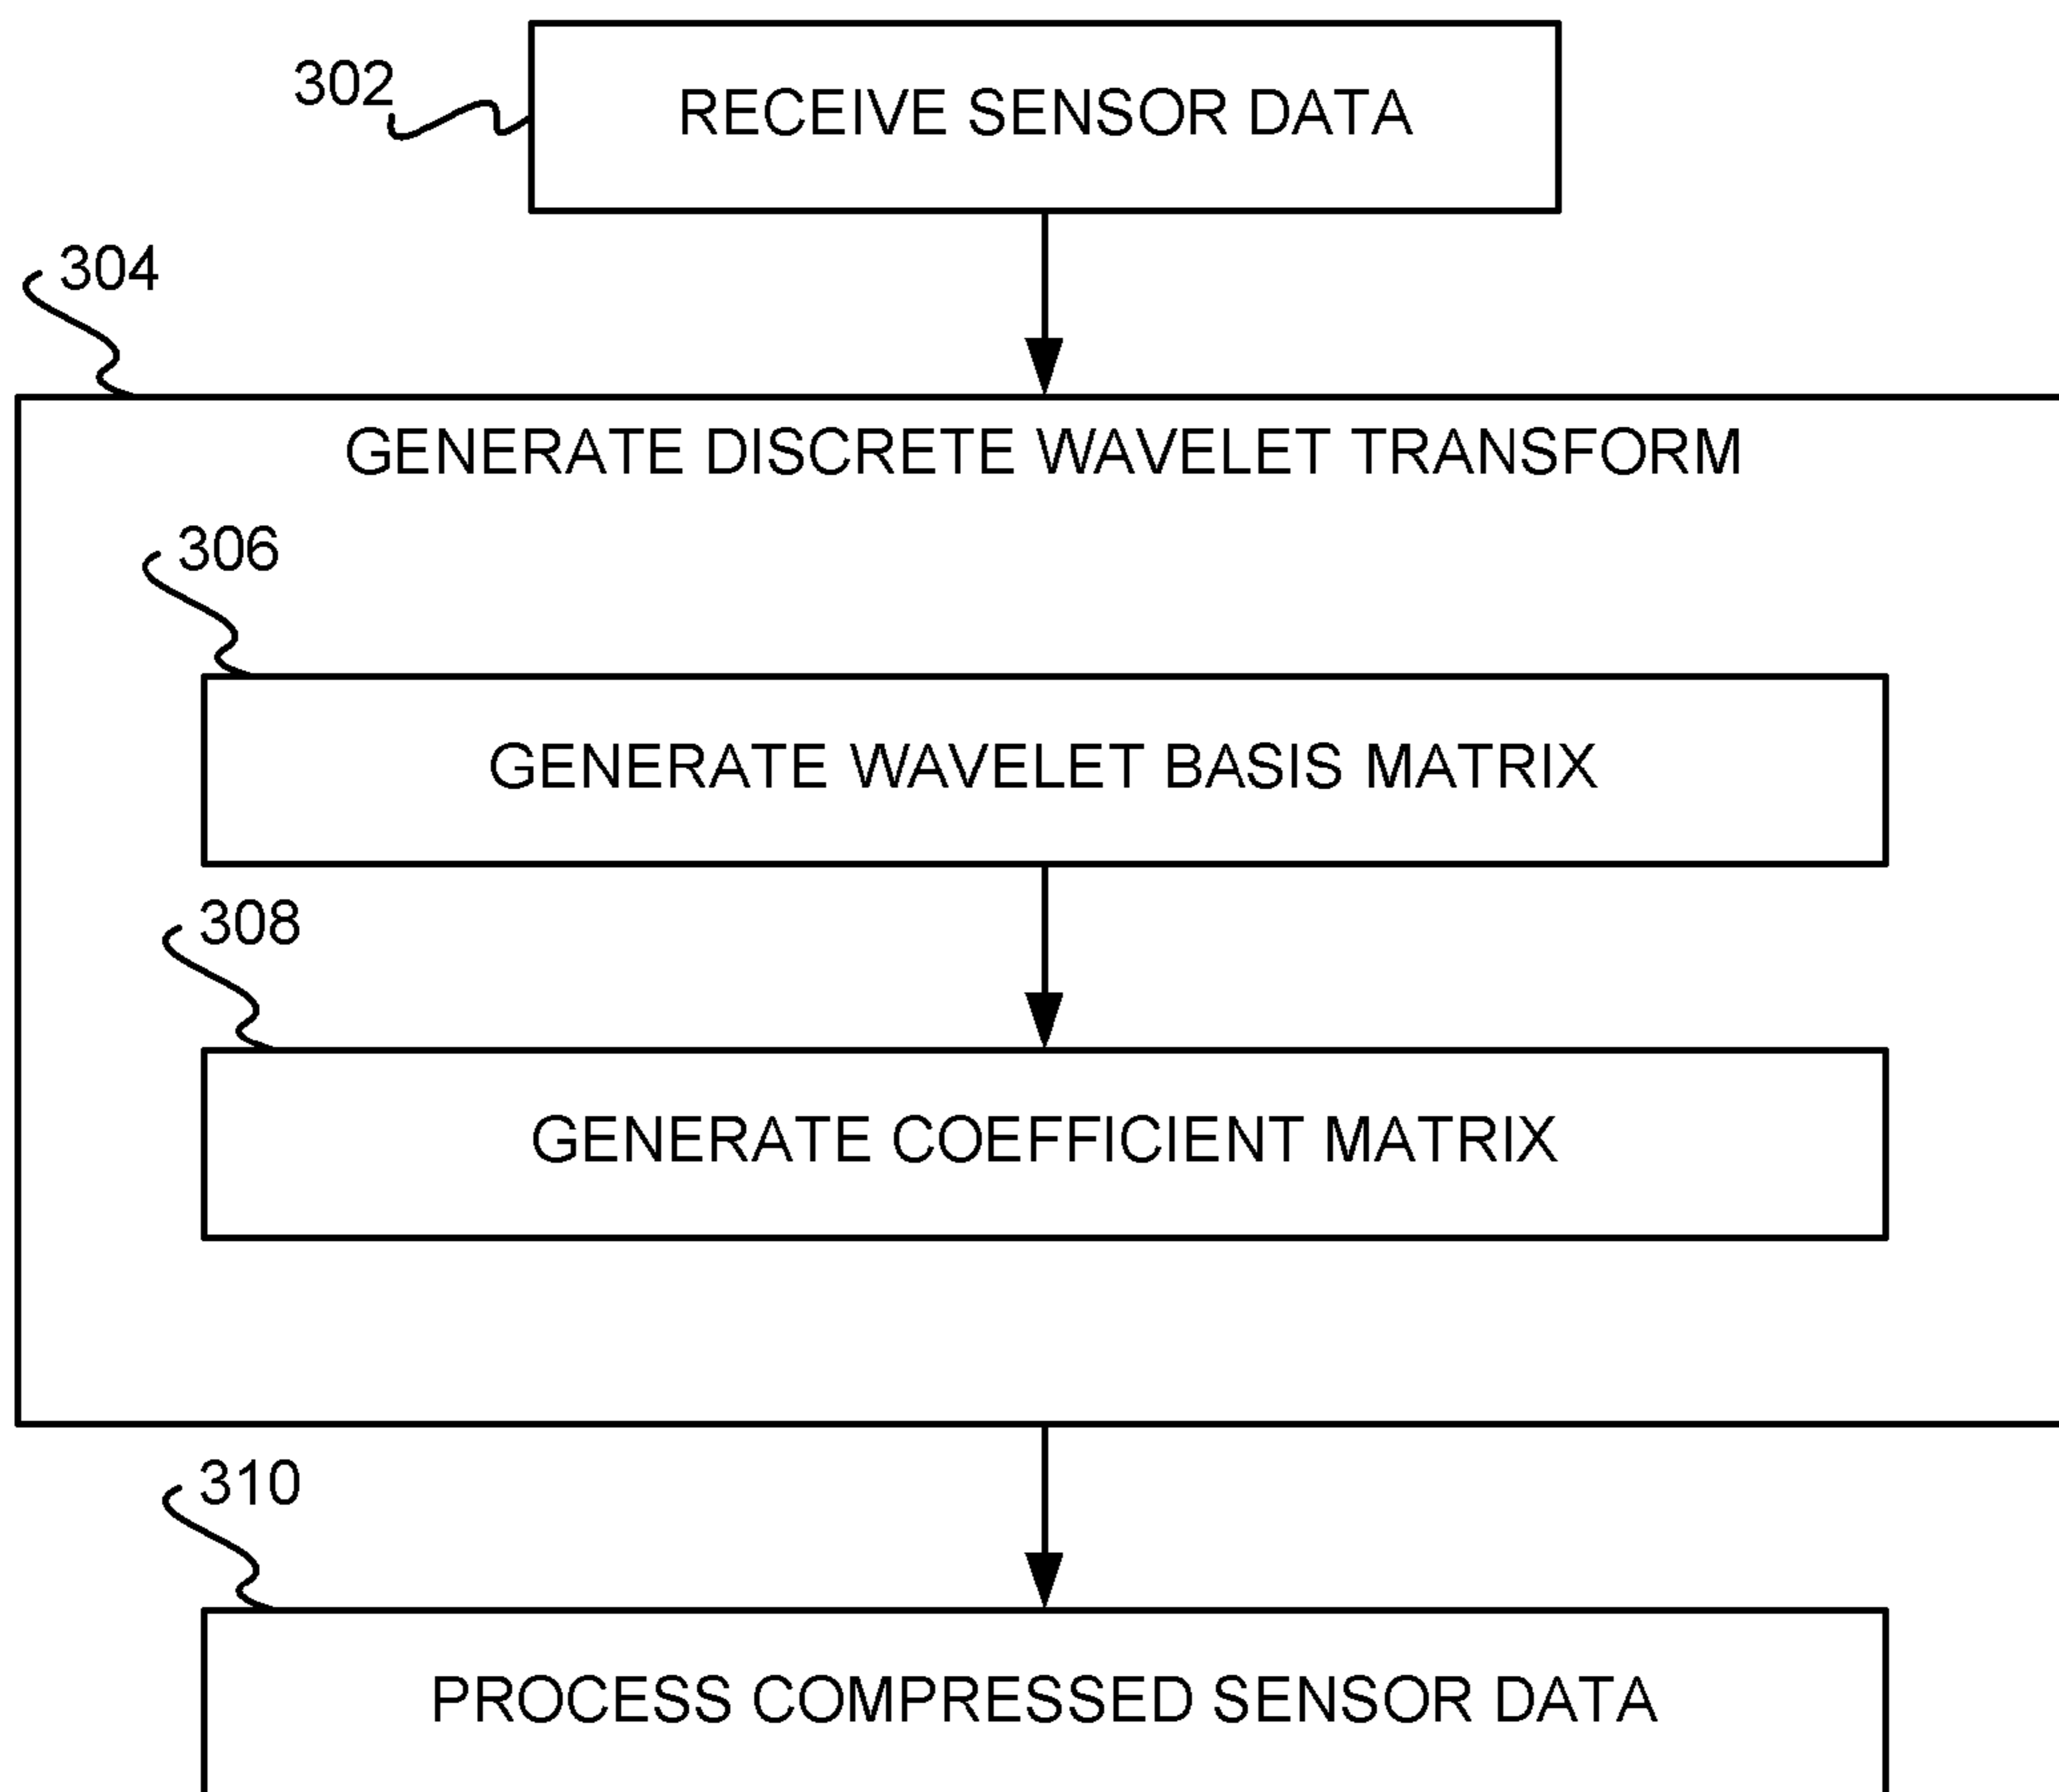 302
RECEIVE SENSOR DATA
304
GENERATE DISCRETE WAVELET TRANSFORM
306
GENERATE WAVELET BASIS MATRIX
308
GENERATE COEFFICIENT MATRIX
310
PROCESS COMPRESSED SENSOR DATA